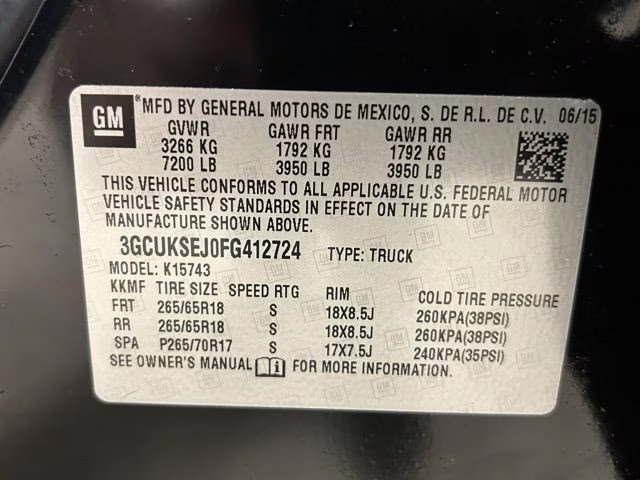 GM MFD BY GENERAL MOTORS DE MEXICO, S. DE R.L. DE C.V. 06/15
GVWR GAWR FRT GAWR RR
3266 KG 1792 KG 1792 KG
7200 LB 3950 LB 3950 LB
THIS VEHICLE CONFORMS TO ALL APPLICABLE U.S. FEDERAL MOTOR
VEHICLE SAFETY STANDARDS IN EFFECT ON THE DATE OF
MANUFACTURE SHOWN ABOVE.
3GCUKSEJ0FG412724 TYPE: TRUCK
MODEL: K15743
KKMF TIRE SIZE SPEED RTG RIM COLD TIRE PRESSURE
FRT 265/65R18 S 18X8.5J 260KPA(38PSI)
RR 265/65R18 S 18X8.5J 260KPA(38PSI)
SPA P265/70R17 S 17X7.5J 240KPA(35PSI)
SEE OWNER'S MANUAL FOR MORE INFORMATION.